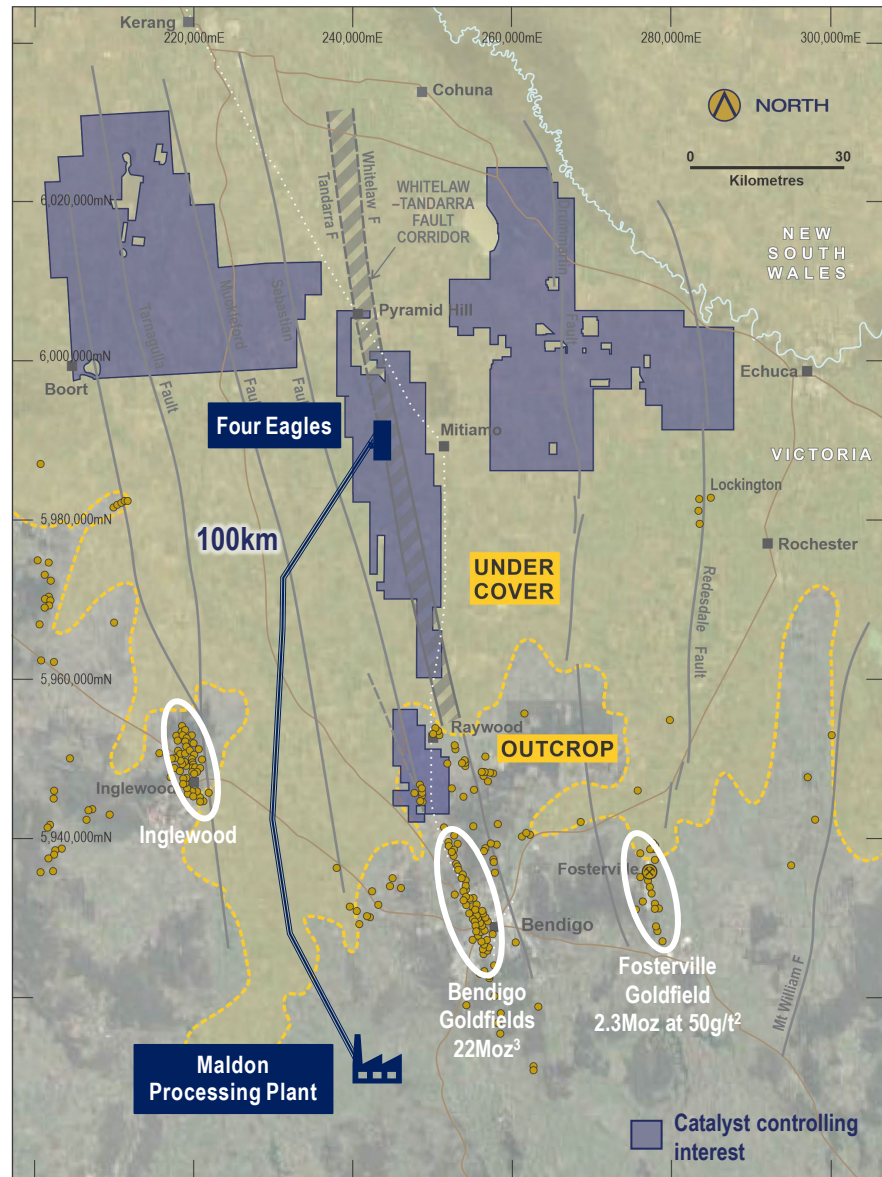 Kerang
220,000mE
240,000mE
260,000mE
280,000mE
300,000mE
Cohuna
NORTH
0
30
Kilometres
Whitelaw F
Tandarra F
WHITELAW
–TANDARRA
FAULT
CORRIDOR
6,020,000mN
NEW
SOUTH
WALES
Tarnagulla
Fault
Muckleford
Fault
Sebastian
Fault
Drummartin
Fault
Pyramid Hill
6,000,000mN
Boort
Echuca
Four Eagles
Mitiamo
VICTORIA
Lockington
5,980,000mN
100km
Rochester
UNDER
COVER
Redesdale
Fault
5,960,000mN
Raywood
OUTCROP
Inglewood
Inglewood
5,940,000mN
Fosterville
Bendigo
Bendigo
Goldfields
22Moz³
Fosterville
Goldfield
2.3Moz at 50g/t²
Mt William F
Maldon
Processing Plant
Catalyst controlling
interest